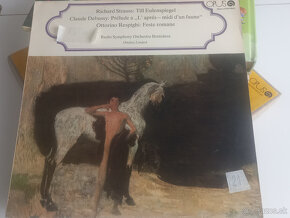 OPUS
Richard Strauss: Till Eulenspiegel
Claude Debussy: Prélude a „L' après – midi d'un faune"
Ottorino Respighi: Feste romane
Radio Symphony Orchestra Bratislava
Ondrej Lenárd
21